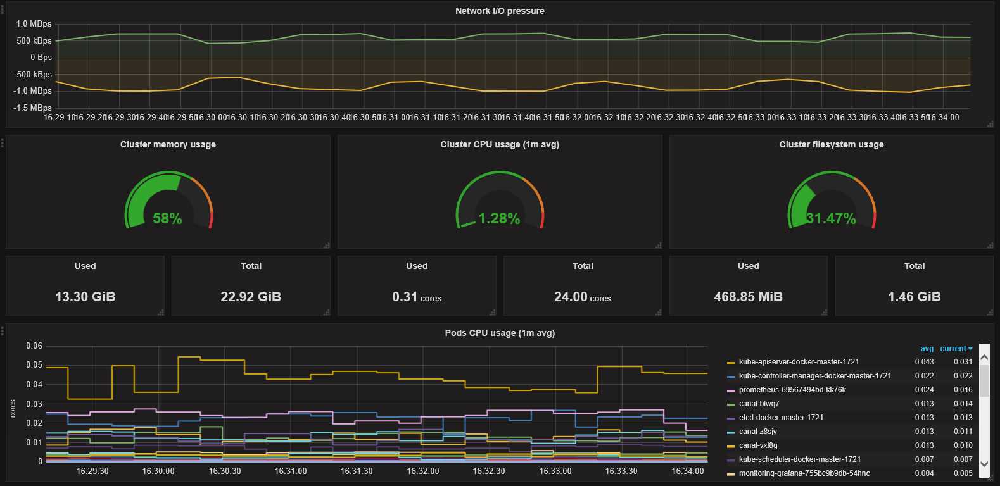 Network I/O pressure
1.0 MBps
500 kBps
0 Bps
-500 kBps
-1.0 MBps
-1.5 MBps
16:29:10 16:29:20 16:29:30 16:29:40 16:29:50 16:30:00 16:30:10 16:30:20 16:30:30 16:30:40 16:30:50 16:31:00 16:31:10 16:31:20 16:31:30 16:31:40 16:31:50 16:32:00 16:32:10 16:32:20 16:32:30 16:32:40 16:32:50 16:33:00 16:33:10 16:33:20 16:33:30 16:33:40 16:33:50 16:34:00
Cluster memory usage
58%
Cluster CPU usage (1m avg)
1.28%
Cluster filesystem usage
31.47%
Used
13.30 GiB
Total
22.92 GiB
Used
0.31 cores
Total
24.00 cores
Used
468.85 MiB
Total
1.46 GiB
Pods CPU usage (1m avg)
cores
0.06
0.05
0.04
0.03
0.02
0.01
0
16:29:30 16:30:00 16:30:30 16:31:00 16:31:30 16:32:00 16:32:30 16:33:00 16:33:30 16:34:00
avg current
kube-apiserver-docker-master-1721 0.043 0.031
kube-controller-manager-docker-master-1721 0.022 0.022
prometheus-69567494bd-kk76k 0.024 0.016
canal-blwq7 0.013 0.014
etcd-docker-master-1721 0.013 0.013
canal-z8sjv 0.013 0.011
canal-vxl8q 0.013 0.010
kube-scheduler-docker-master-1721 0.007 0.007
monitoring-grafana-755bc9b9db-54hnc 0.004 0.005